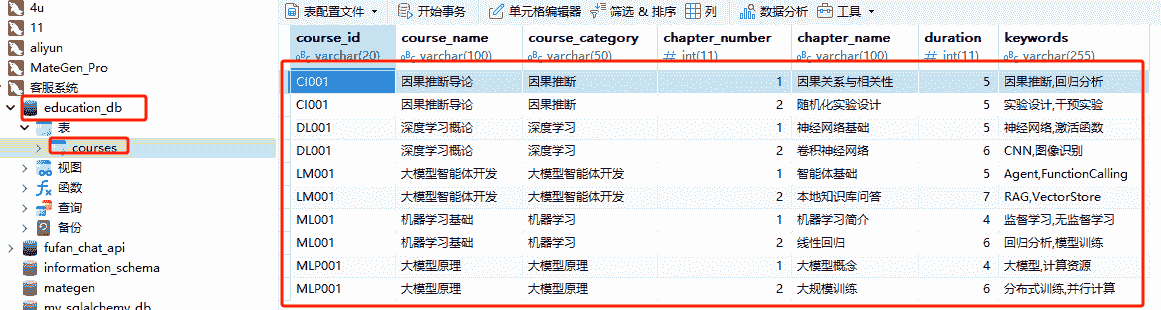 4u
11
aliyun
MateGen_Pro
客服系统
education_db
表
courses
视图
函数
查询
备份
fufan_chat_api
information_schema
mategen
my_sqlalchemy_db
表配置文件 开始事务 单元格编辑器 筛选 & 排序 列 数据分析 工具
course_id course_name course_category chapter_number chapter_name duration keywords
varchar(20) varchar(100) varchar(50) # int(11) varchar(100) # int(11) varchar(255)
CI001 因果推断导论 因果推断 1 因果关系与相关性 5 因果推断,回归分析
CI001 因果推断导论 因果推断 2 随机化实验设计 5 实验设计,干预实验
DL001 深度学习概论 深度学习 1 神经网络基础 5 神经网络,激活函数
DL001 深度学习概论 深度学习 2 卷积神经网络 6 CNN,图像识别
LM001 大模型智能体开发 大模型智能体开发 1 智能体基础 5 Agent,FunctionCalling
LM001 大模型智能体开发 大模型智能体开发 2 本地知识库问答 7 RAG,VectorStore
ML001 机器学习基础 机器学习 1 机器学习简介 4 监督学习,无监督学习
ML001 机器学习基础 机器学习 2 线性回归 6 回归分析,模型训练
MLP001 大模型原理 大模型原理 1 大模型概念 4 大模型,计算资源
MLP001 大模型原理 大模型原理 2 大规模训练 6 分布式训练,并行计算